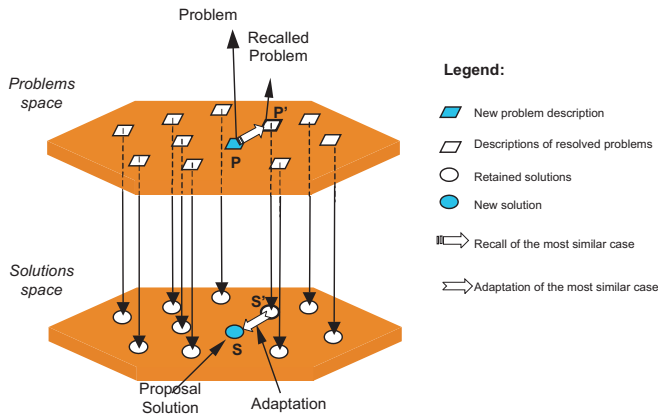 Problem
Recalled
Problem
Problems
space
P'
P
Solutions
space
S'
S
Proposal
Solution
Adaptation
Legend:
New problem description
Descriptions of resolved problems
Retained solutions
New solution
Recall of the most similar case
Adaptation of the most similar case